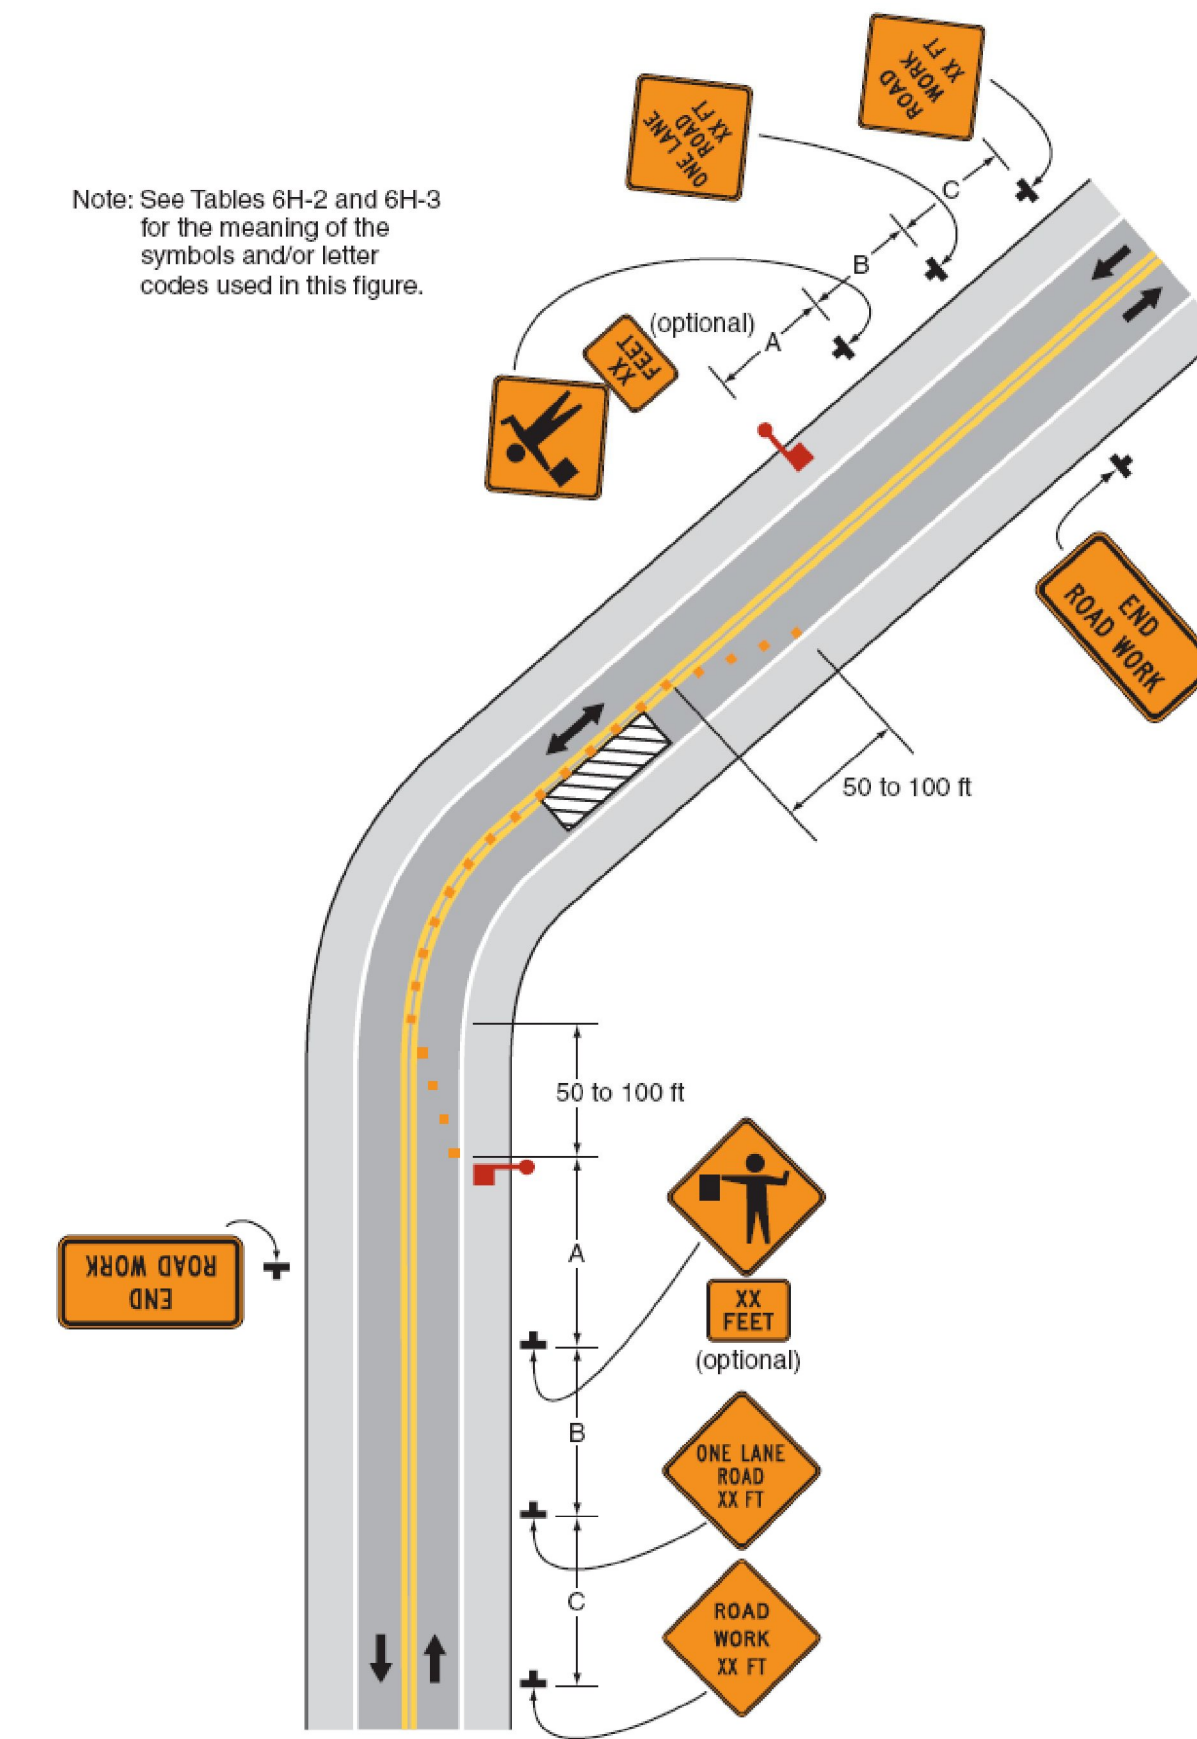 ROAD
WORK
XX FT
ONE LANE
ROAD
XX FT
Note: See Tables 6H-2 and 6H-3
for the meaning of the
symbols and/or letter
codes used in this figure.
C
B
A
(optional)
XX
FEET
END
ROAD WORK
50 to 100 ft
50 to 100 ft
A
END
ROAD WORK
XX
FEET
(optional)
B
ONE LANE
ROAD
XX FT
C
ROAD
WORK
XX FT